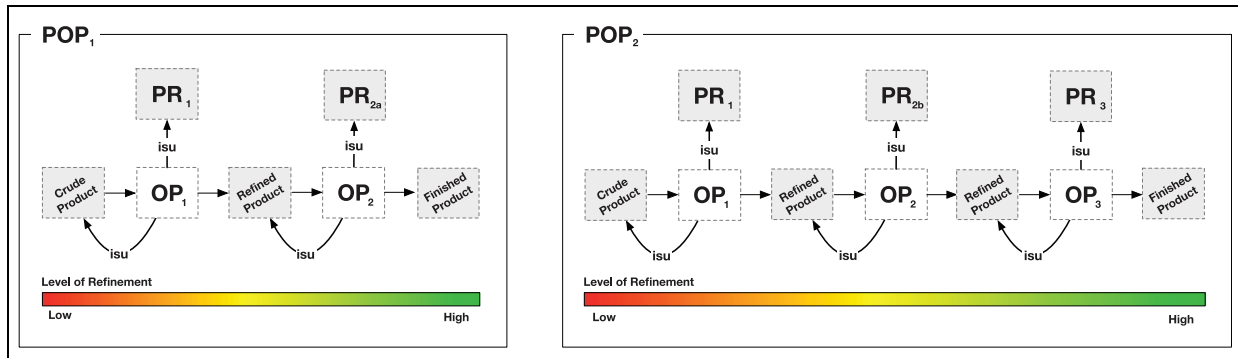 POP₁
PR₁
PR₂ₐ
isu
isu
Crude
Product
OP₁
Refined
Product
OP₂
Finished
Product
isu
isu
Level of Refinement
Low
High
POP₂
PR₁
PR₂b
PR₃
isu
isu
isu
Crude
Product
OP₁
Refined
Product
OP₂
Refined
Product
OP₃
Finished
Product
isu
isu
isu
Level of Refinement
Low
High